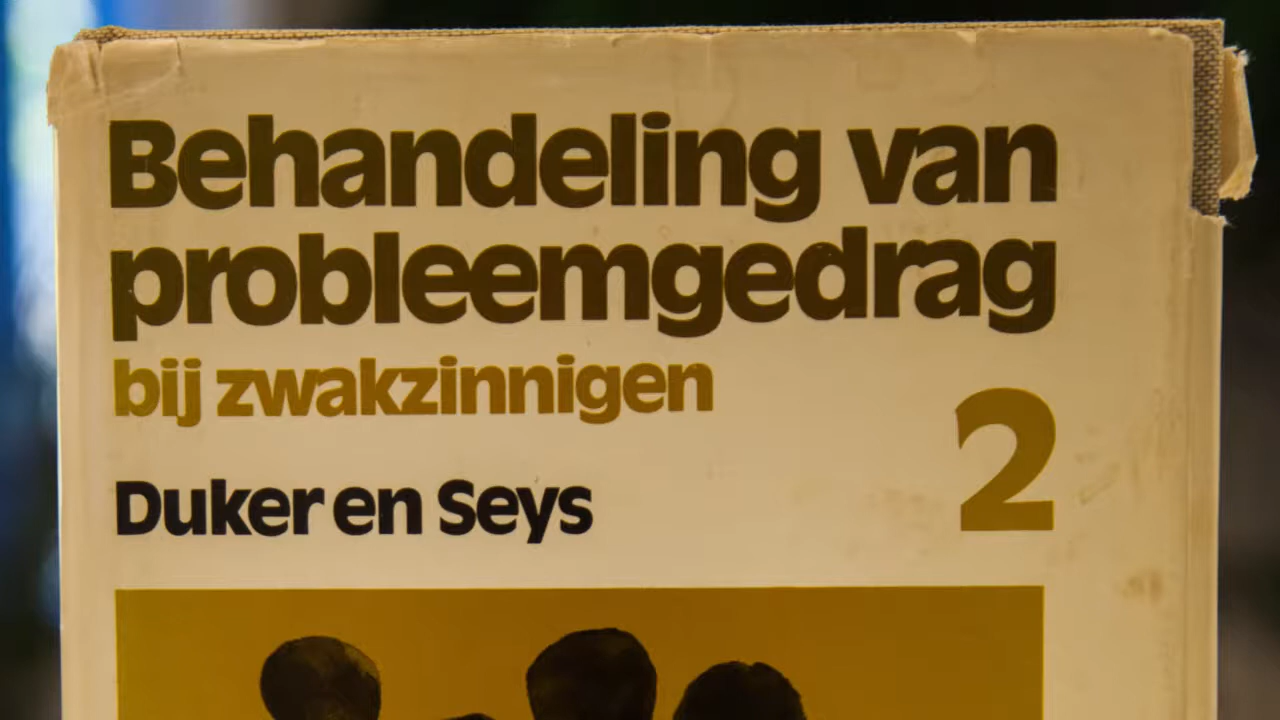 Behandeling van
probleemgedrag
bij zwakzinnigen
2
Duker en Seys